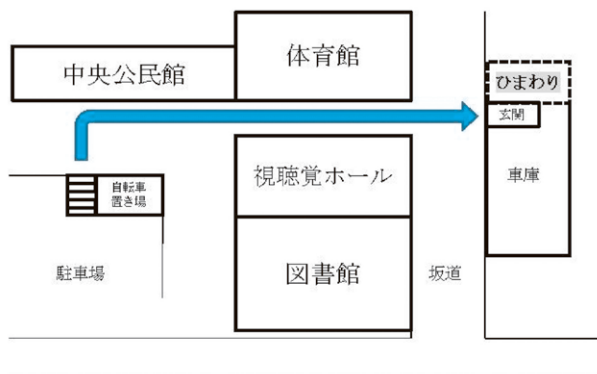 体育館
中央公民館
ひまわり
玄関
視聴覚ホール
車庫
自転車
置き場
駐車場
図書館
坂道